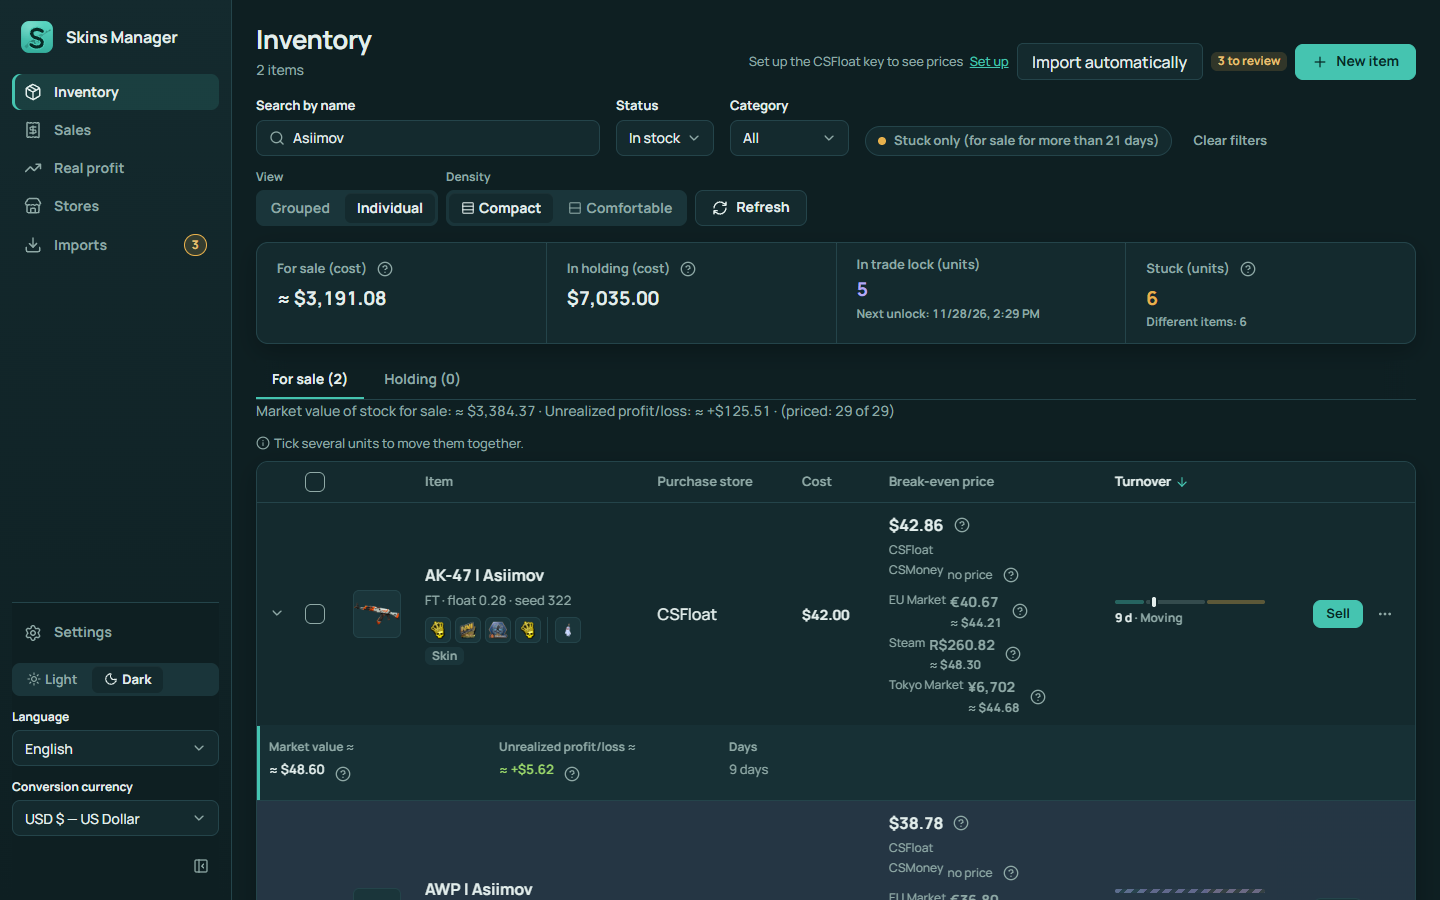 Skins Manager
Inventory
Sales
Real profit
Stores
Imports
3
Settings
Light
Dark
Language
English
Conversion currency
USD $ — US Dollar
Inventory
2 items
Set up the CSFloat key to see prices Set up
Import automatically
3 to review
+ New item
Search by name
Asiimov
Status
In stock
Category
All
Stuck only (for sale for more than 21 days)
Clear filters
View
Grouped
Individual
Density
Compact
Comfortable
Refresh
For sale (cost)
≈ $3,191.08
In holding (cost)
$7,035.00
In trade lock (units)
5
Next unlock: 11/28/26, 2:29 PM
Stuck (units)
6
Different items: 6
For sale (2)
Holding (0)
Market value of stock for sale: ≈ $3,384.37 · Unrealized profit/loss: ≈ +$125.51 · (priced: 29 of 29)
Tick several units to move them together.
Item
Purchase store
Cost
Break-even price
Turnover ↓
AK-47 | Asiimov
FT · float 0.28 · seed 322
Skin
CSFloat
$42.00
$42.86
CSFloat
CSMoney no price
EU Market €40.67
≈ $44.21
Steam R$260.82
≈ $48.30
Tokyo Market ¥6,702
≈ $44.68
9 d · Moving
Sell
Market value ≈
≈ $48.60
Unrealized profit/loss ≈
≈ +$5.62
Days
9 days
AWP | Asiimov
$38.78
CSFloat
CSMoney no price
EU Market €36.80